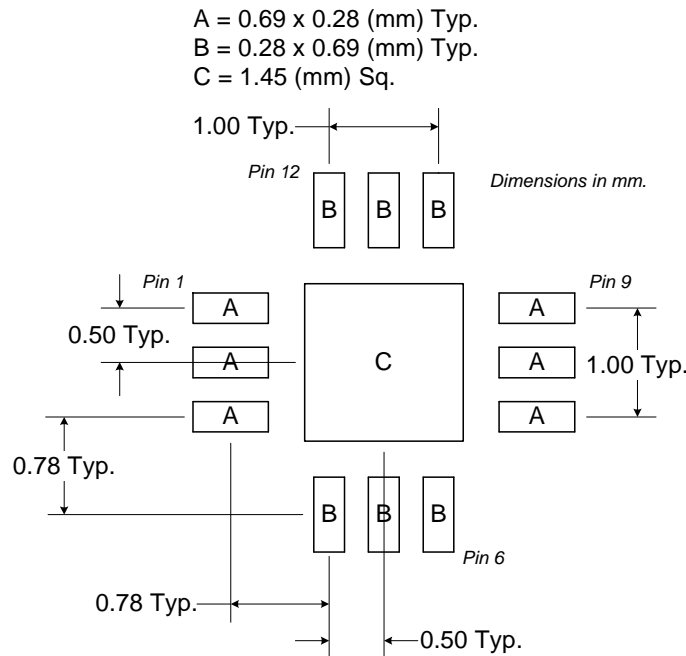 A = 0.69 x 0.28 (mm) Typ.
B = 0.28 x 0.69 (mm) Typ.
C = 1.45 (mm) Sq.
1.00 Typ.
Pin 12
Dimensions in mm.
B B B
Pin 1
Pin 9
A
A
0.50 Typ.
A
C
A
1.00 Typ.
A
A
0.78 Typ.
B B B
Pin 6
0.78 Typ.
0.50 Typ.